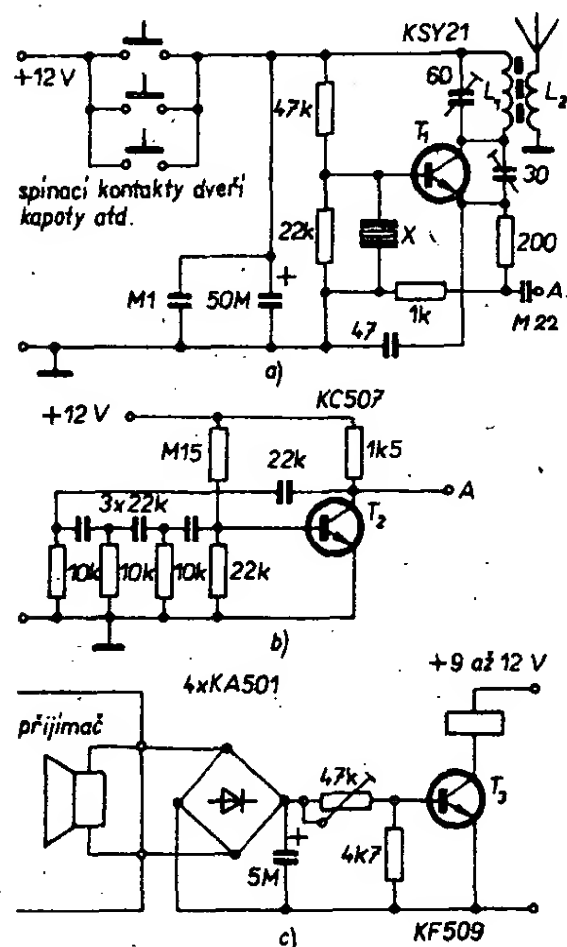 KSY21
+12 V
60
L₁
L₂
47k
T₁
30
spínací kontakty dveří
kapoty atd.
22k
X
200
M1
50M
+
1k
A
M22
47
a)
+12 V
KC507
M15
1k5
22k
A
3x22k
T₂
10k
10k
10k
22k
b)
4xKA501
+9 až 12 V
přijímač
47k
T₃
+
5M
4k7
c)
KF509